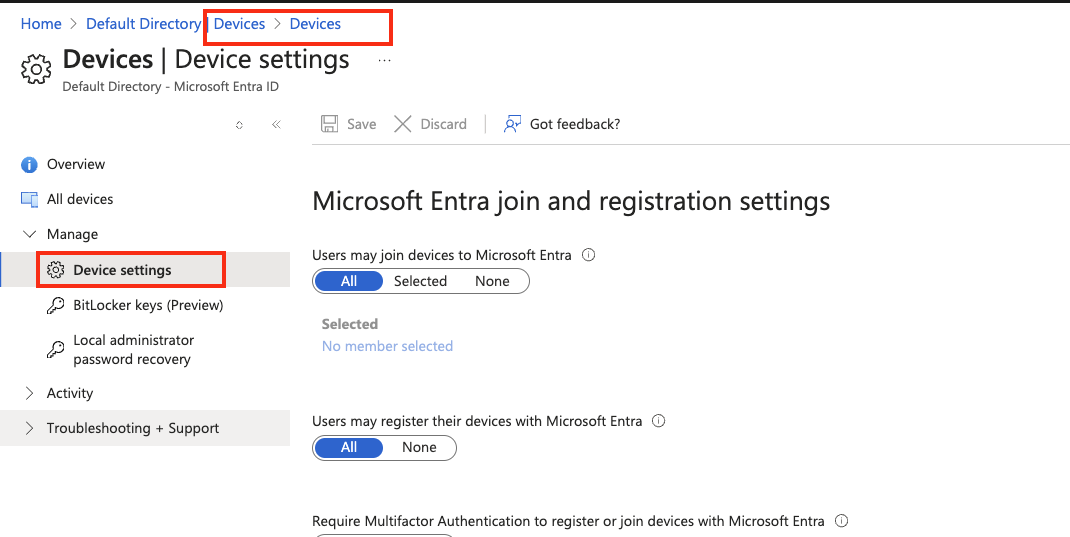 Home > Default Directory | Devices > Devices
Devices | Device settings ...
Default Directory - Microsoft Entra ID
Save Discard | Got feedback?
Overview
All devices
Manage
Device settings
BitLocker keys (Preview)
Local administrator
password recovery
Activity
Troubleshooting + Support
Microsoft Entra join and registration settings
Users may join devices to Microsoft Entra
All Selected None
Selected
No member selected
Users may register their devices with Microsoft Entra
All None
Require Multifactor Authentication to register or join devices with Microsoft Entra